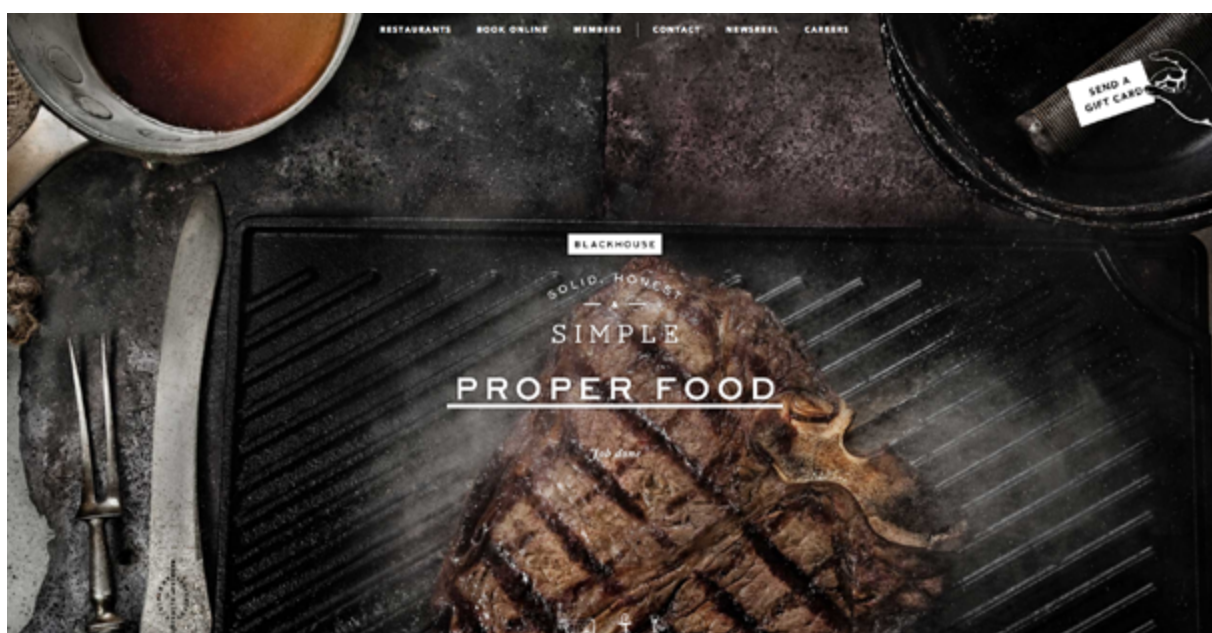 RESTAURANTS BOOK ONLINE MEMBERS CONTACT NEWSREEL CAREERS
SEND A
GIFT CARD
BLACKHOUSE
SOLID, HONEST
SIMPLE
PROPER FOOD
Job done